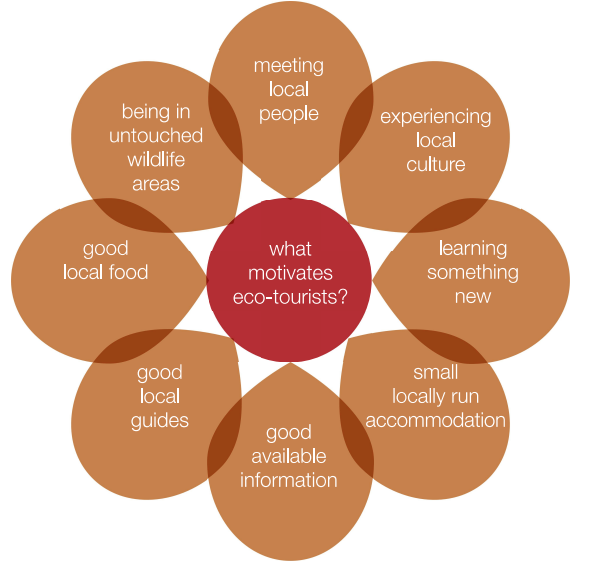 what
motivates
eco-tourists?
meeting
local
people
experiencing
local
culture
learning
something
new
small
locally run
accommodation
good
available
information
good
local
guides
good
local food
being in
untouched
wildlife
areas